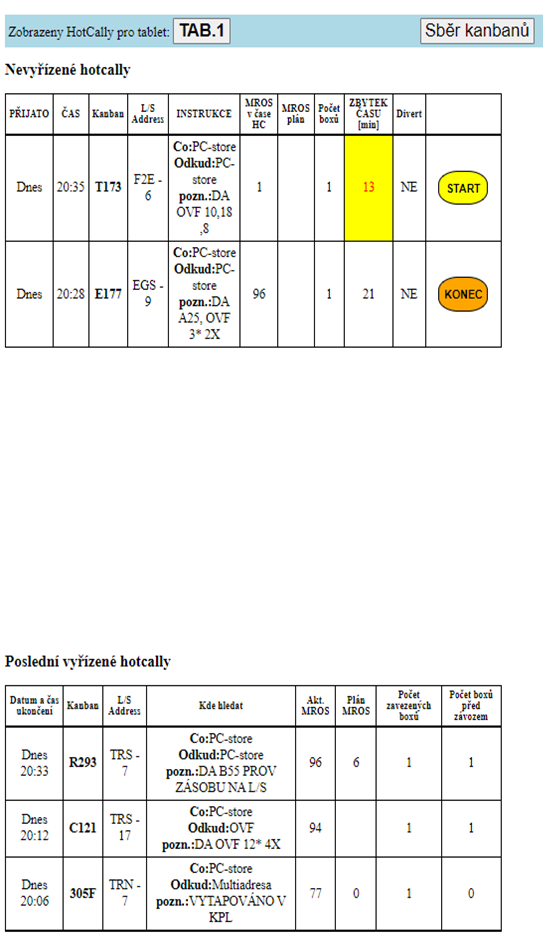 Zobrazeny HotCally pro tablet: TAB.1 Sběr kanbanů
Nevyřízené hotcally
PŘIJATO ČAS Kanban L/S Address INSTRUKCE MROS v čase HC MROS plán Počet boxů ZBYTEK ČASU [min] Divert
Dnes 20:35 T173 F2E - 6 Co:PC-store Odkud:PC-store pozn.:DA OVF 10,18 ,8 1 1 13 NE START
Dnes 20:28 E177 EGS - 9 Co:PC-store Odkud:PC-store pozn.:DA A25, OVF 3* 2X 96 1 21 NE KONEC
Poslední vyřízené hotcally
Datum a čas ukončení Kanban L/S Address Kde hledat Akt. MROS Plán MROS Počet zavezených boxů Počet boxů před závozem
Dnes 20:33 R293 TRS - 7 Co:PC-store Odkud:PC-store pozn.:DA B55 PROV ZÁSOBU NA L/S 96 6 1 1
Dnes 20:12 C121 TRS - 17 Co:PC-store Odkud:OVF pozn.:DA OVF 12* 4X 94 1 1
Dnes 20:06 305F TRN - 7 Co:PC-store Odkud:Multiadresa pozn.:VYTAPOVÁNO V KPL 77 0 1 0